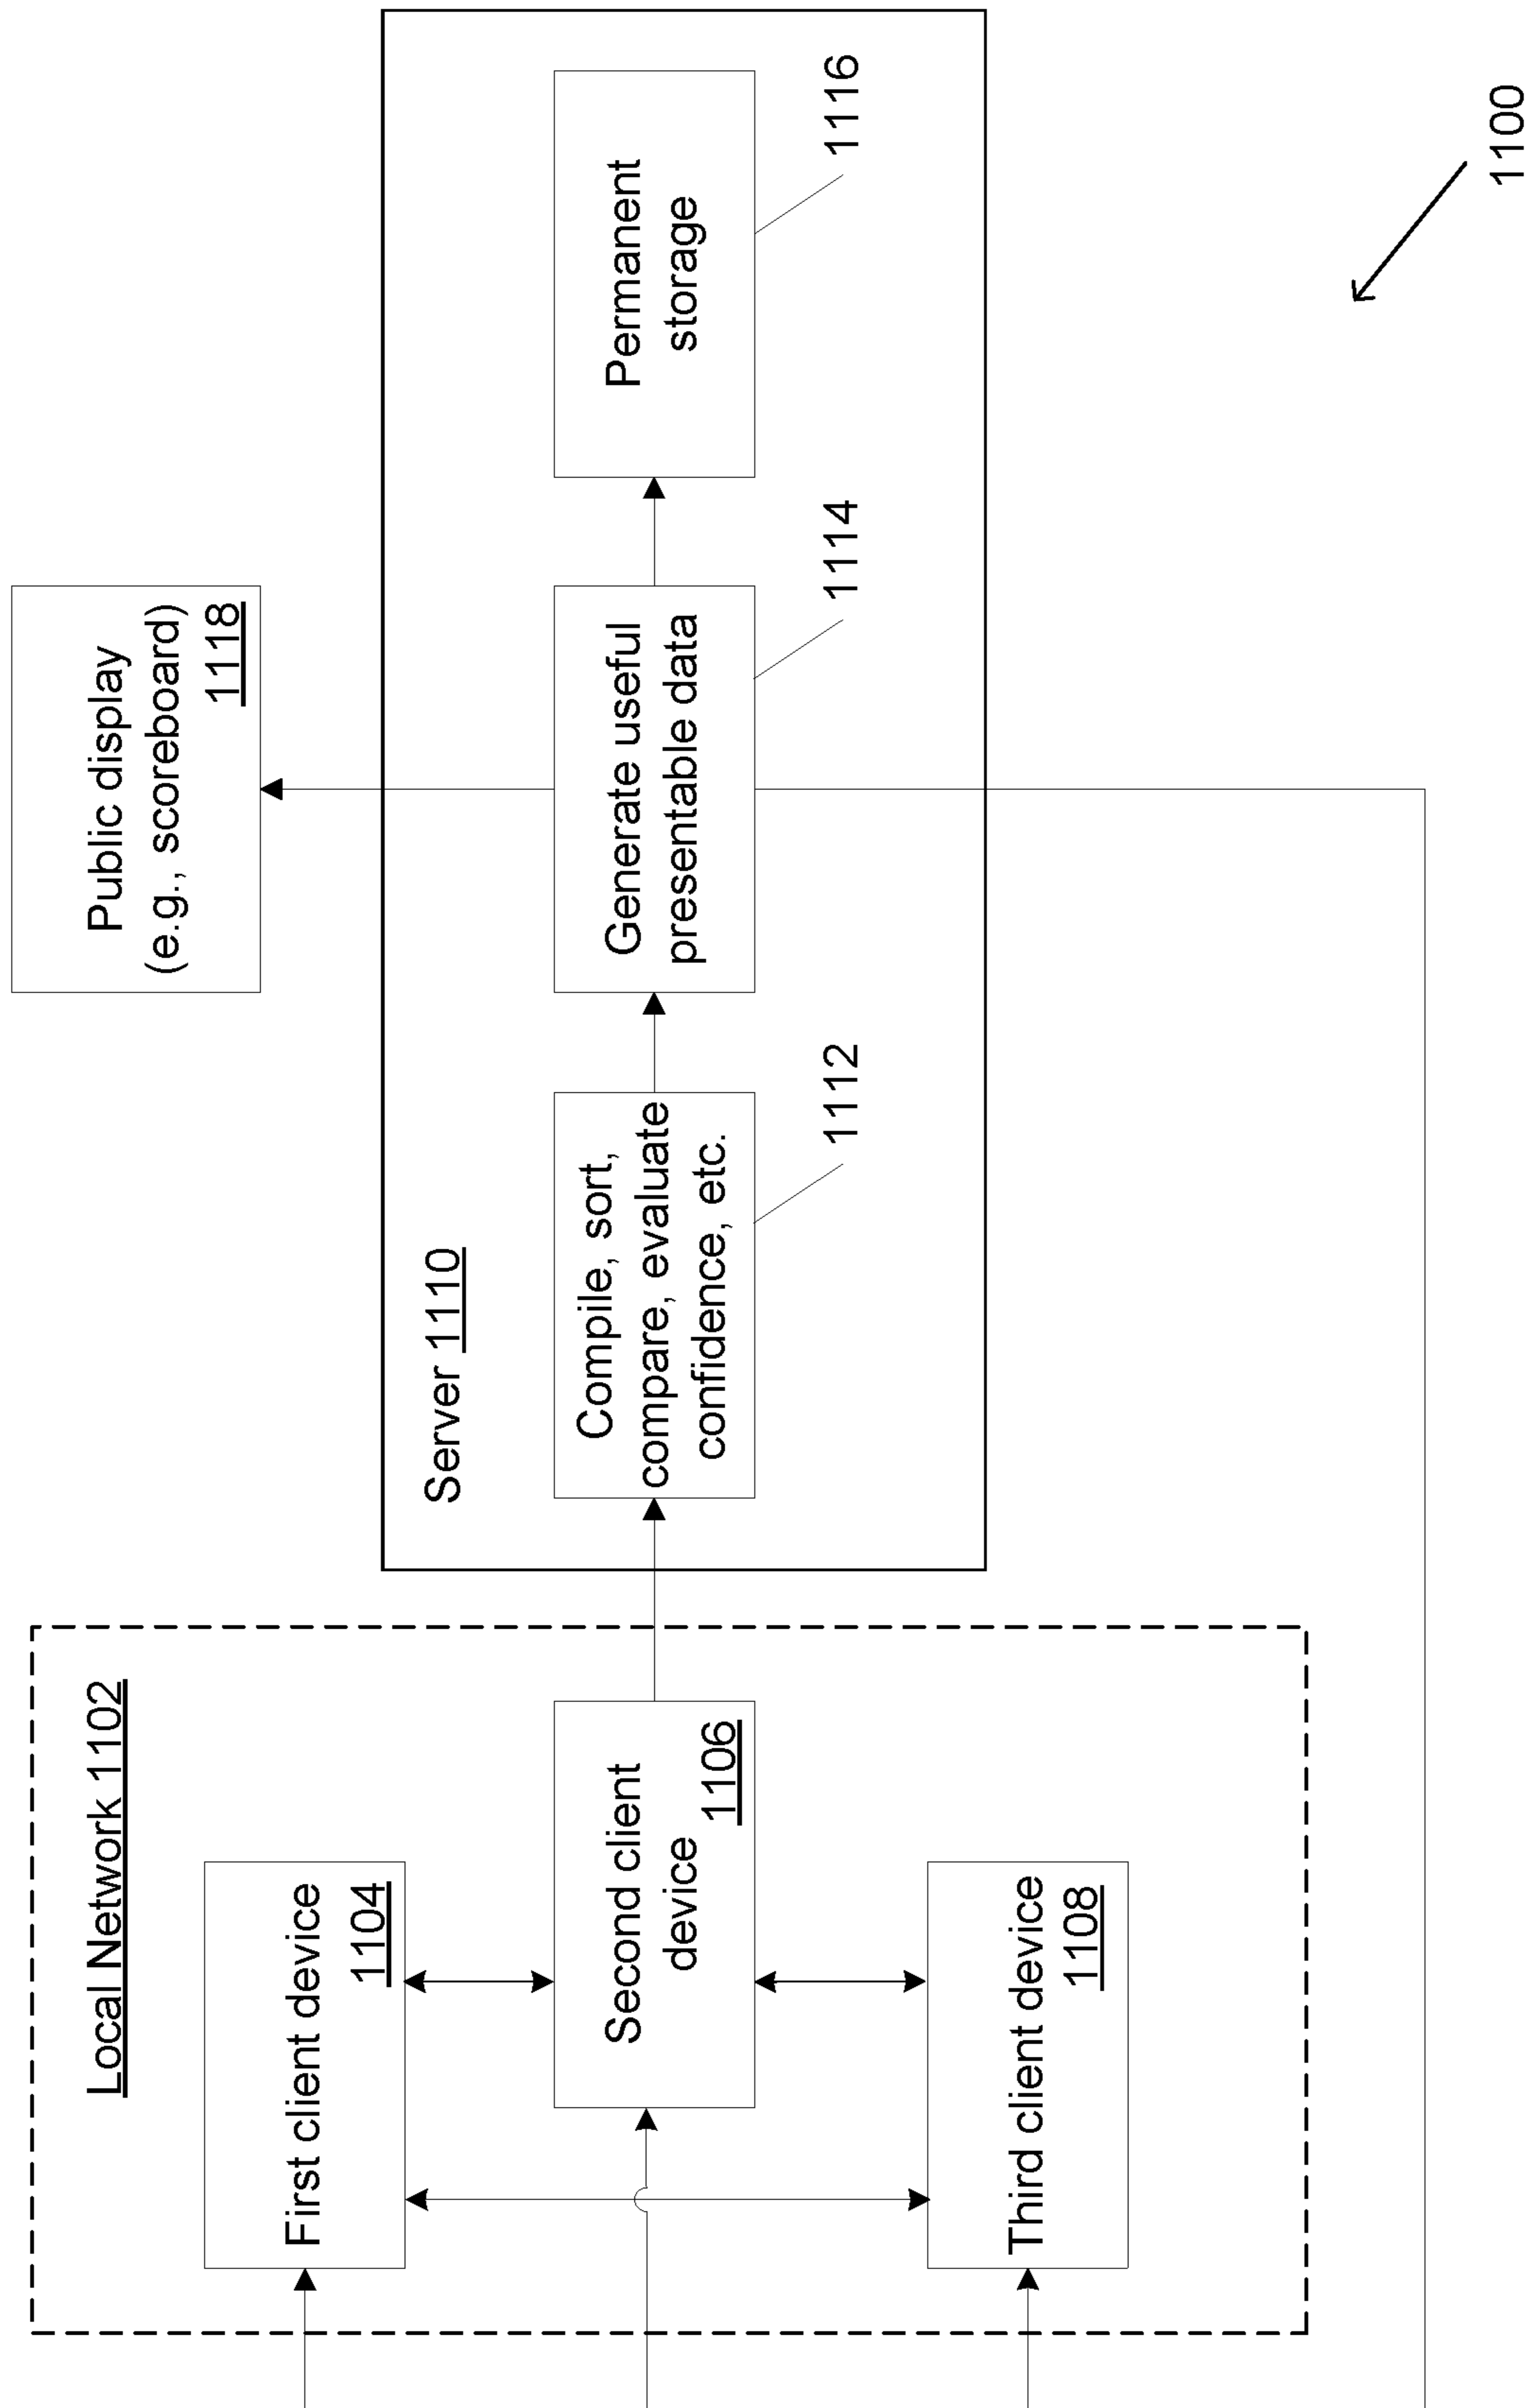 Local Network 1102
First client device
1104
Second client
device
1106
Third client device
1108
Server 1110
Compile, sort,
compare, evaluate
confidence, etc.
1112
Generate useful
presentable data
1114
Permanent
storage
1116
Public display
(e.g., scoreboard)
1118
1100